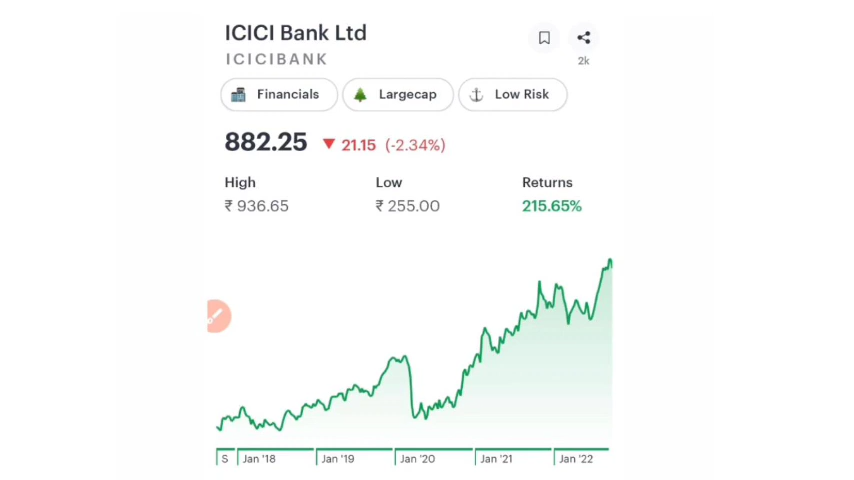 ICICI Bank Ltd
ICICIBANK
2k
Financials Largecap Low Risk
882.25 ▼ 21.15 (-2.34%)
High Low Returns
₹ 936.65 ₹ 255.00 215.65%
S Jan '18 Jan '19 Jan '20 Jan '21 Jan '22